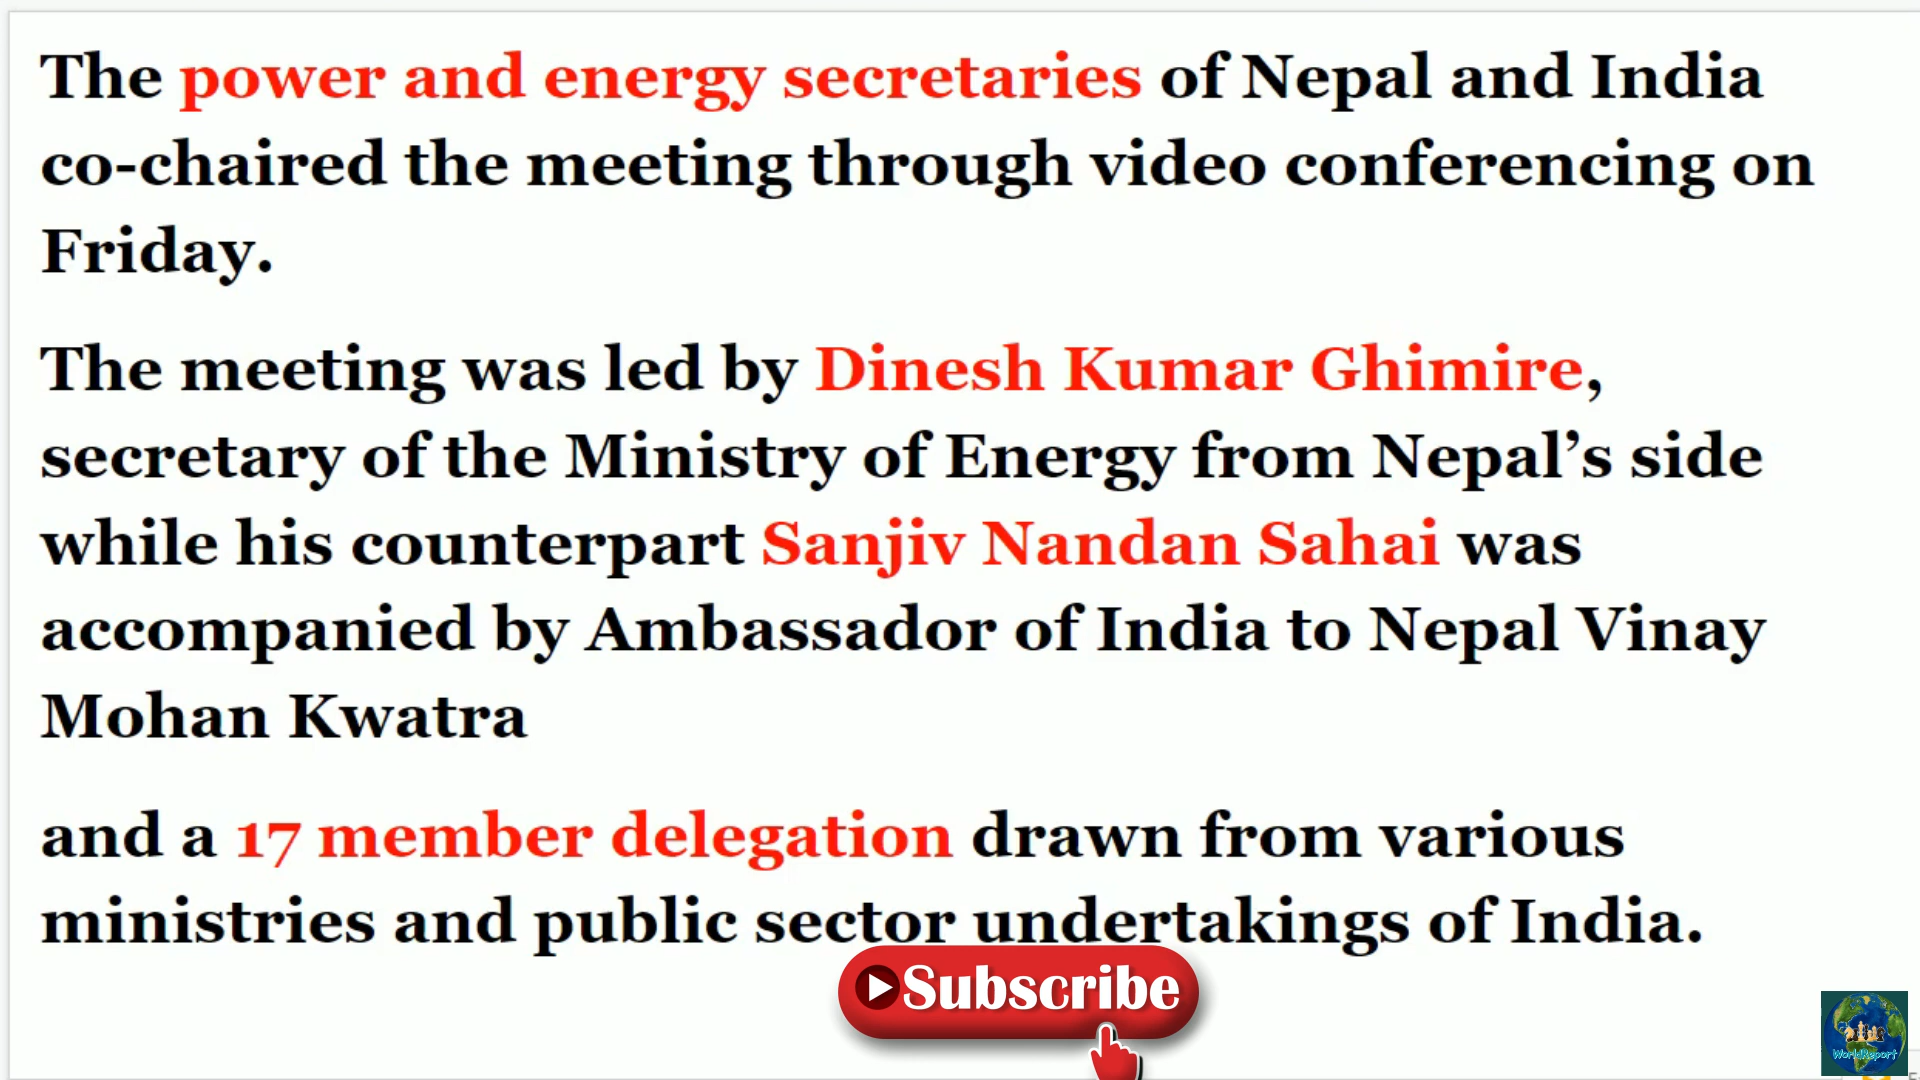 The power and energy secretaries of Nepal and India
co-chaired the meeting through video conferencing on
Friday.
The meeting was led by Dinesh Kumar Ghimire,
secretary of the Ministry of Energy from Nepal’s side
while his counterpart Sanjiv Nandan Sahai was
accompanied by Ambassador of India to Nepal Vinay
Mohan Kwatra
and a 17 member delegation drawn from various
ministries and public sector undertakings of India.
Subscribe
WorldReport